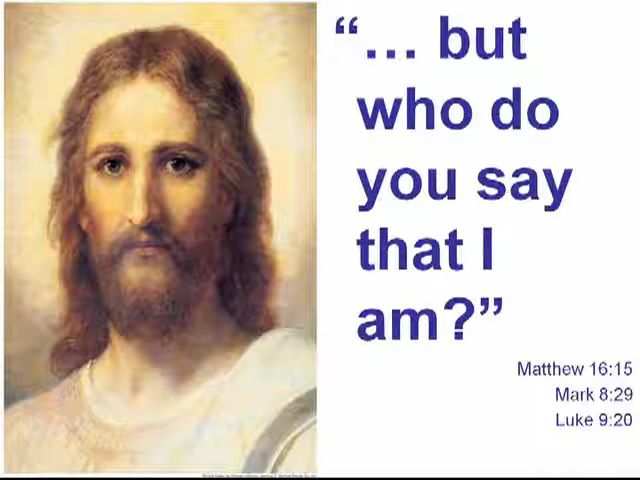 “… but
who do
you say
that I
am?”
Matthew 16:15
Mark 8:29
Luke 9:20